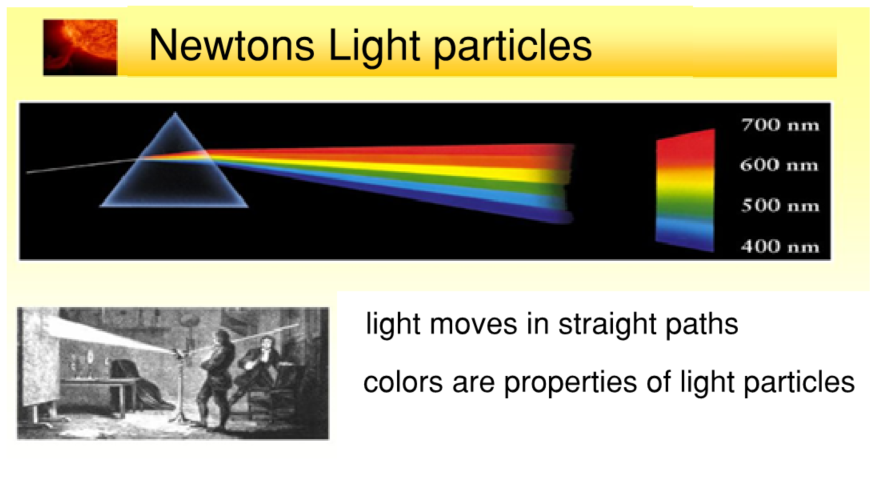 Newtons Light particles
700 nm
600 nm
500 nm
400 nm
light moves in straight paths
colors are properties of light particles